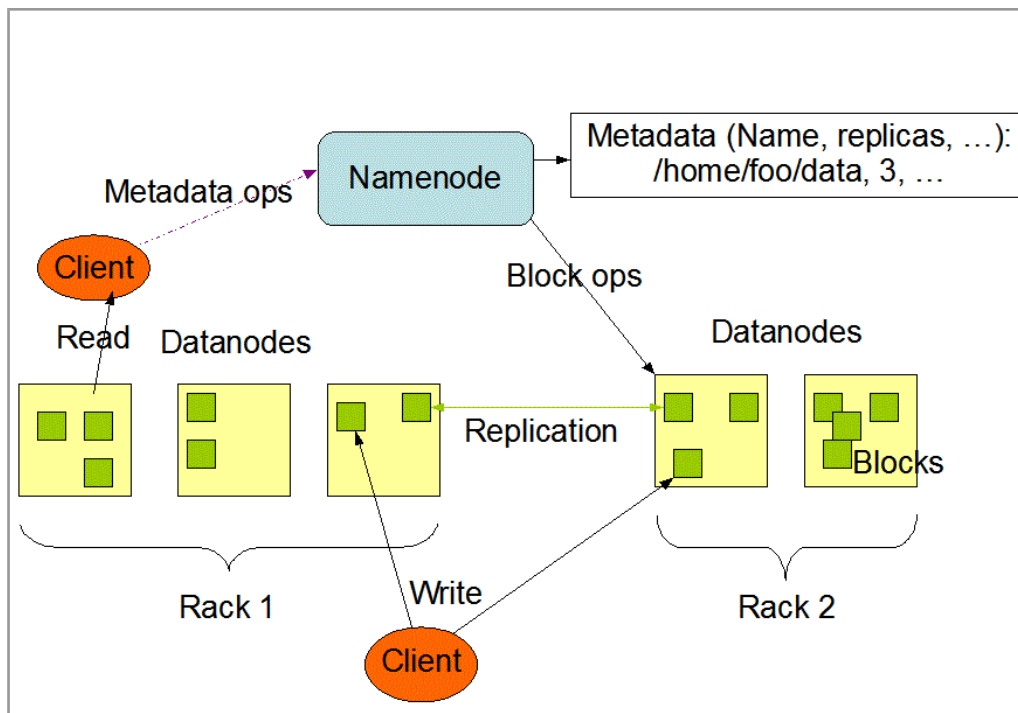 Metadata (Name, replicas, …):
/home/foo/data, 3, …
Namenode
Metadata ops
Client
Block ops
Read
Datanodes
Datanodes
Replication
Blocks
Rack 1
Write
Rack 2
Client